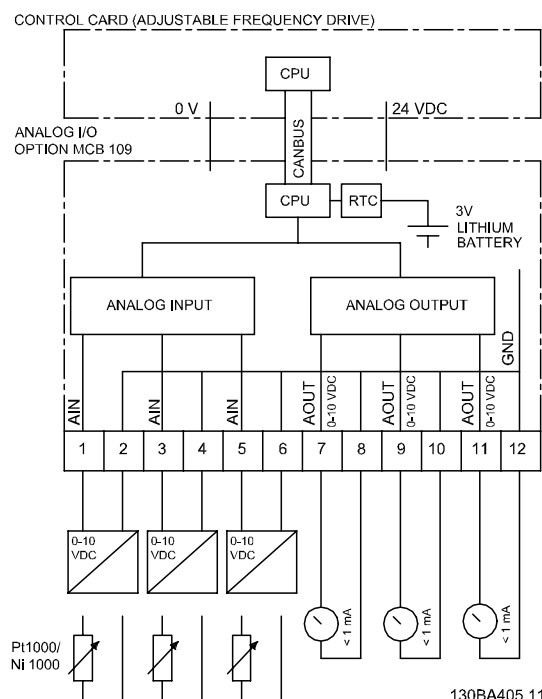 CONTROL CARD (ADJUSTABLE FREQUENCY DRIVE)
CPU
0 V
24 VDC
ANALOG I/O
OPTION MCB 109
CANBUS
CPU
RTC
3V
LITHIUM
BATTERY
ANALOG INPUT
ANALOG OUTPUT
GND
AIN
AIN
AIN
AOUT
0-10 VDC
AOUT
0-10 VDC
AOUT
0-10 VDC
1
2
3
4
5
6
7
8
9
10
11
12
0-10
VDC
0-10
VDC
0-10
VDC
< 1 mA
< 1 mA
< 1 mA
Pt1000/
Ni 1000
130BA405.11